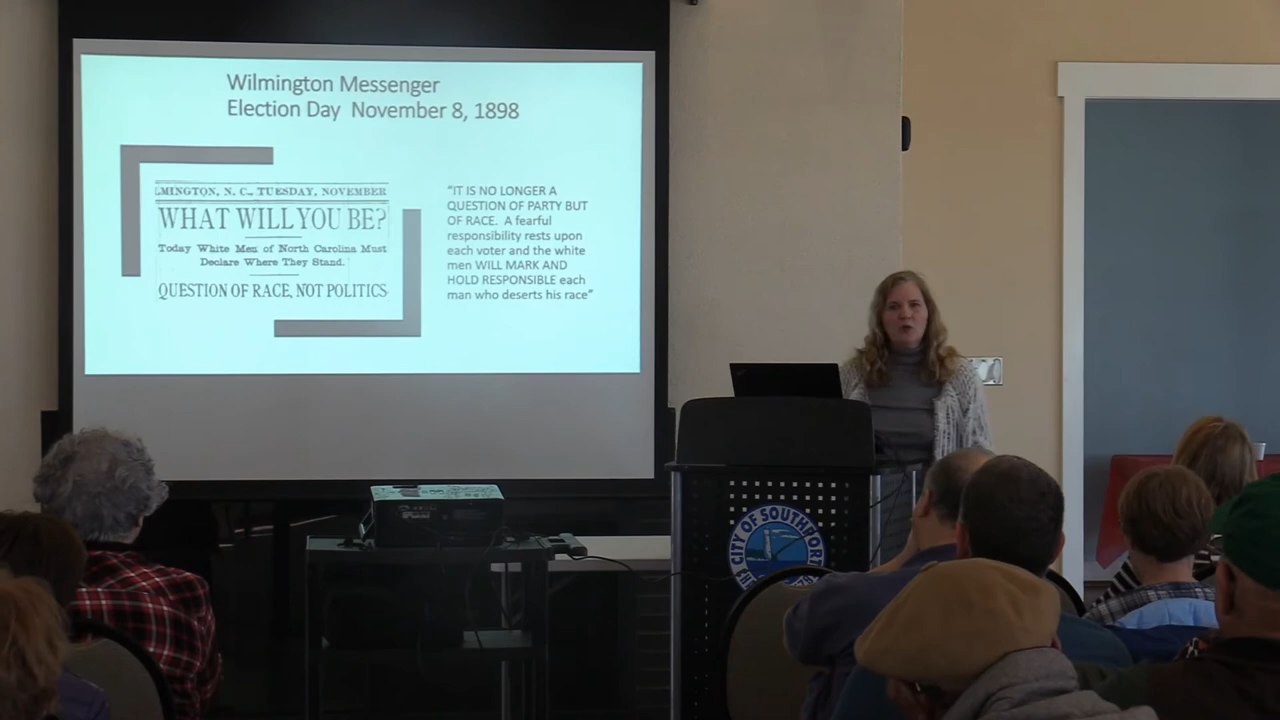 Wilmington Messenger
Election Day November 8, 1898
LMINGTON, N. C., TUESDAY, NOVEMBER
WHAT WILL YOU BE?
Today White Men of North Carolina Must
Declare Where They Stand.
QUESTION OF RACE, NOT POLITICS
“IT IS NO LONGER A
QUESTION OF PARTY BUT
OF RACE. A fearful
responsibility rests upon
each voter and the white
men WILL MARK AND
HOLD RESPONSIBLE each
man who deserts his race”
CITY OF SOUTHPORT